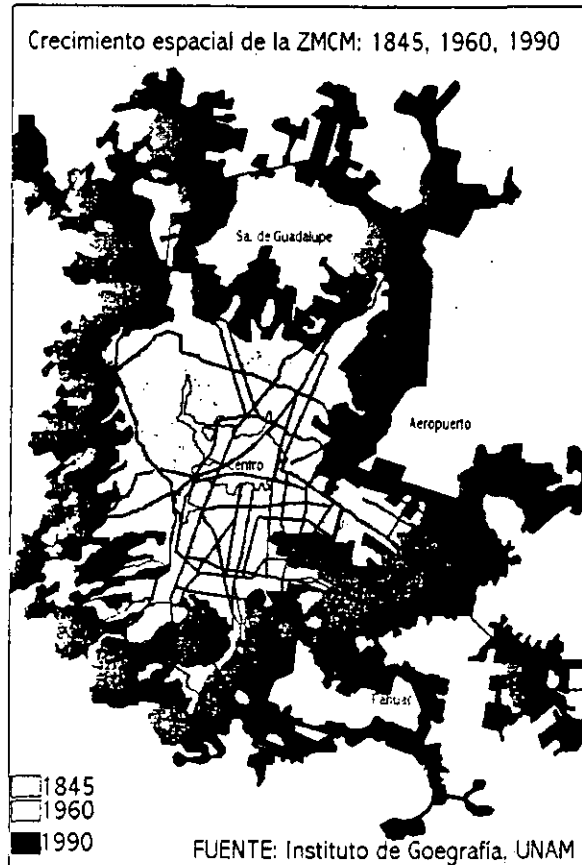 Crecimiento espacial de la ZMCM: 1845, 1960, 1990
Sa. de Guadalupe
Aeropuerto
Centro
1845
1960
1990
FUENTE: Instituto de Goegrafía. UNAM